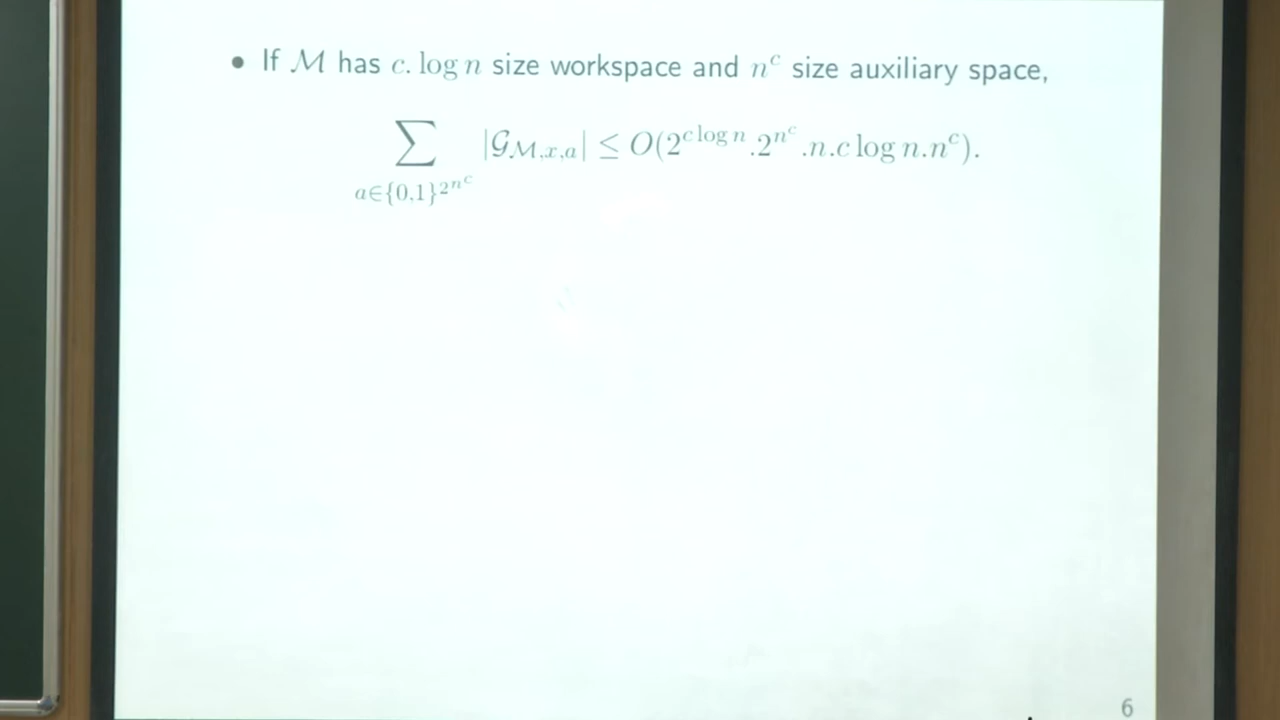 • If ℳ has c. log n size workspace and n^c size auxiliary space,
∑_{a∈{0,1}^{2^{n^c}}} |𝒢_{ℳ,x,a}| ≤ O(2^{c log n}.2^{n^c}.n.c log n.n^c).
6